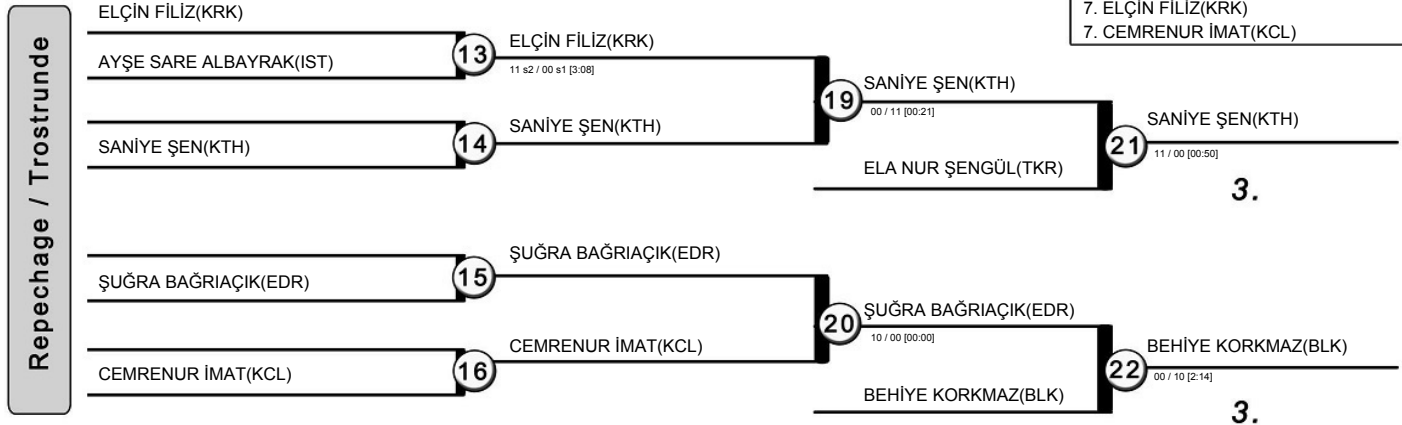 Repechage / Trostrunde
ELÇİN FİLİZ(KRK)
AYŞE SARE ALBAYRAK(IST)
SANİYE ŞEN(KTH)
ŞUĞRA BAĞRIAÇIK(EDR)
CEMRENUR İMAT(KCL)
13
14
15
16
ELÇİN FİLİZ(KRK)
11 s2 / 00 s1 [3:08]
SANİYE ŞEN(KTH)
ŞUĞRA BAĞRIAÇIK(EDR)
CEMRENUR İMAT(KCL)
19
20
SANİYE ŞEN(KTH)
00 / 11 [00:21]
ELA NUR ŞENGÜL(TKR)
ŞUĞRA BAĞRIAÇIK(EDR)
10 / 00 [00:00]
BEHİYE KORKMAZ(BLK)
21
22
7. ELÇİN FİLİZ(KRK)
7. CEMRENUR İMAT(KCL)
SANİYE ŞEN(KTH)
11 / 00 [00:50]
3.
BEHİYE KORKMAZ(BLK)
00 / 10 [2:14]
3.